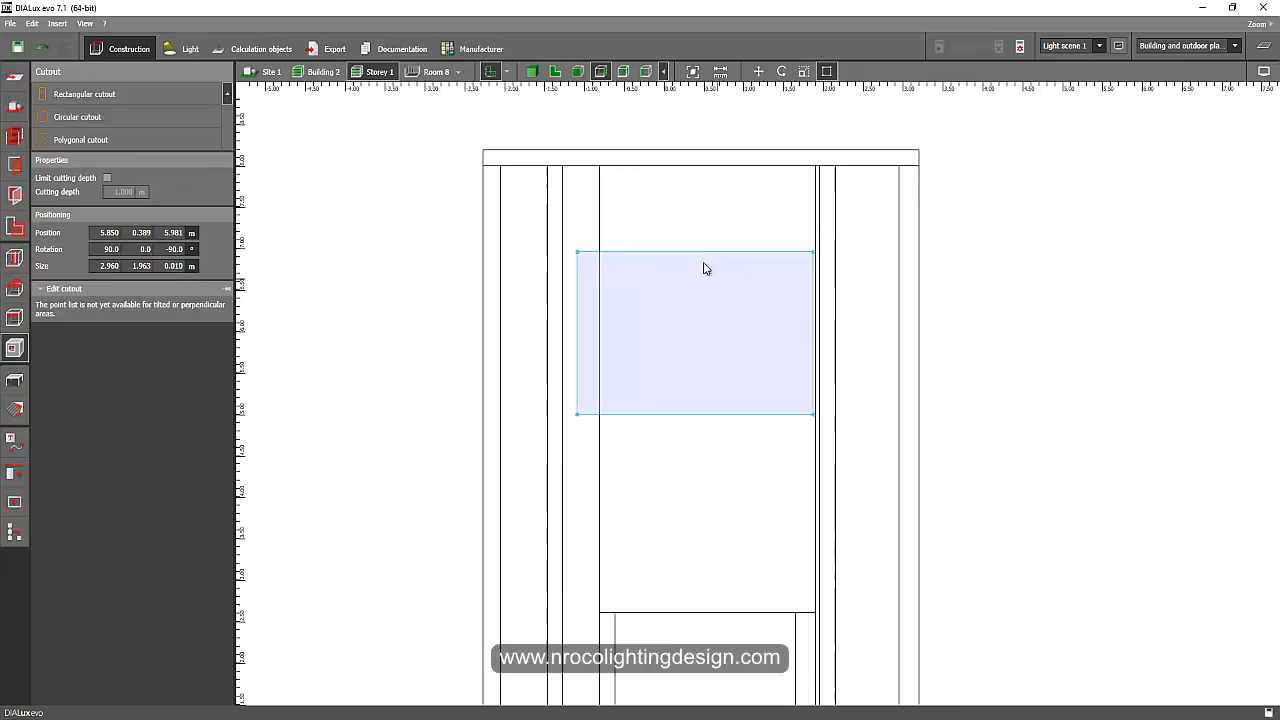 DIALux evo 7.1 (64-bit)
File Edit Insert View ?
Zoom
Construction Light Calculation objects Export Documentation Manufacturer
Light scene 1 Building and outdoor pla...
Cutout
Site 1 Building 2 Storey 1 Room 8
Rectangular cutout
Circular cutout
Polygonal cutout
Properties
Limit cutting depth
Cutting depth 1.000 m
Positioning
Position 5.850 0.389 5.981 m
Rotation 90.0 0.0 -90.0 °
Size 2.960 1.963 0.010 m
Edit cutout
The point list is not yet available for tilted or perpendicular
areas.
www.nrocolightingdesign.com
DIALux evo